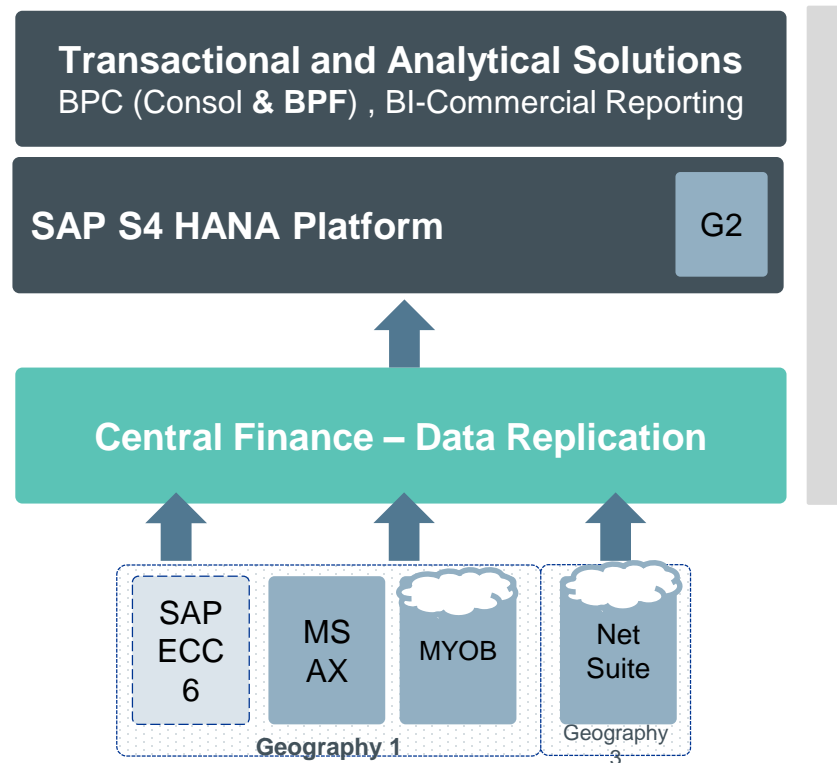 Transactional and Analytical Solutions
BPC (Consol & BPF) , BI-Commercial Reporting
SAP S4 HANA Platform
G2
Central Finance – Data Replication
SAP
ECC
6
MS
AX
MYOB
Net
Suite
Geography 1
Geography
3